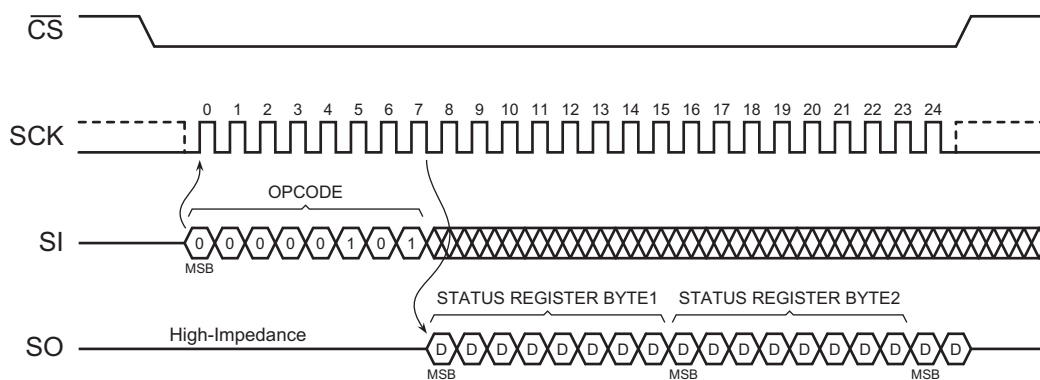 CS
SCK
0 1 2 3 4 5 6 7 8 9 10 11 12 13 14 15 16 17 18 19 20 21 22 23 24
OPCODE
SI
0 0 0 0 0 1 0 1
MSB
STATUS REGISTER BYTE1 STATUS REGISTER BYTE2
High-Impedance
SO
D D D D D D D D D D D D D D D D D D
MSB MSB MSB